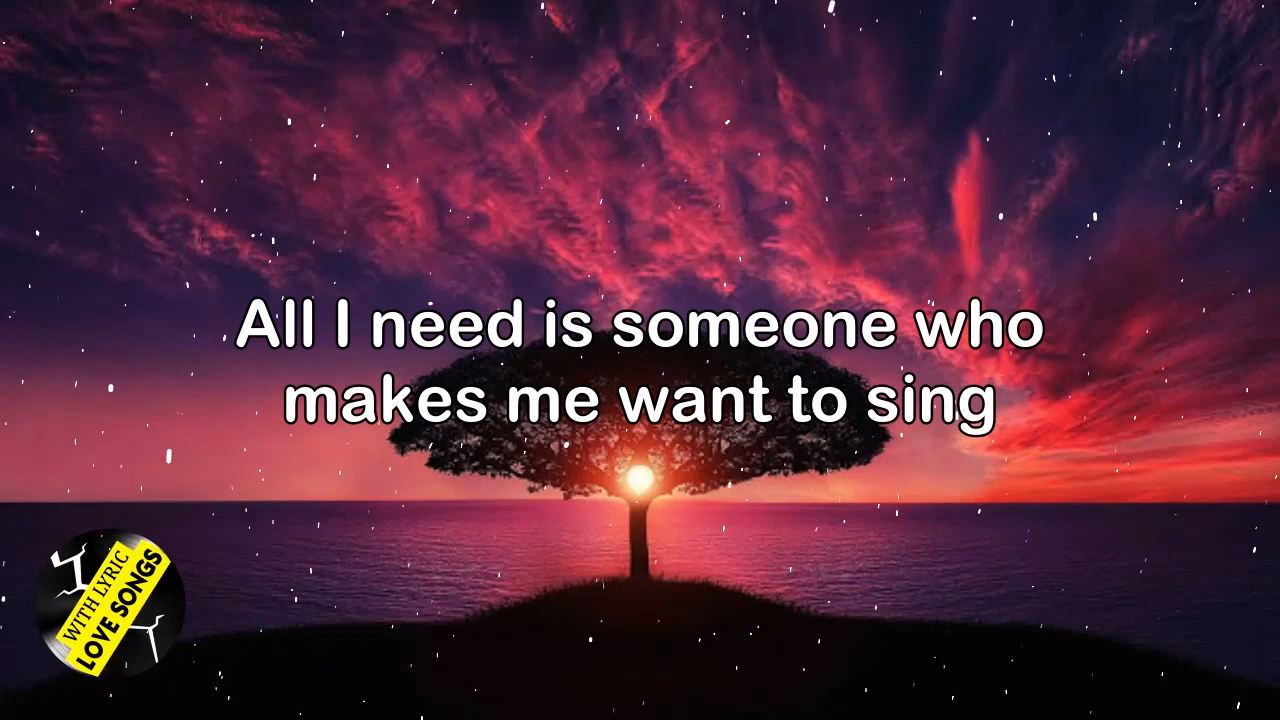 All I need is someone who
makes me want to sing
WITH LYRIC
LOVE SONGS